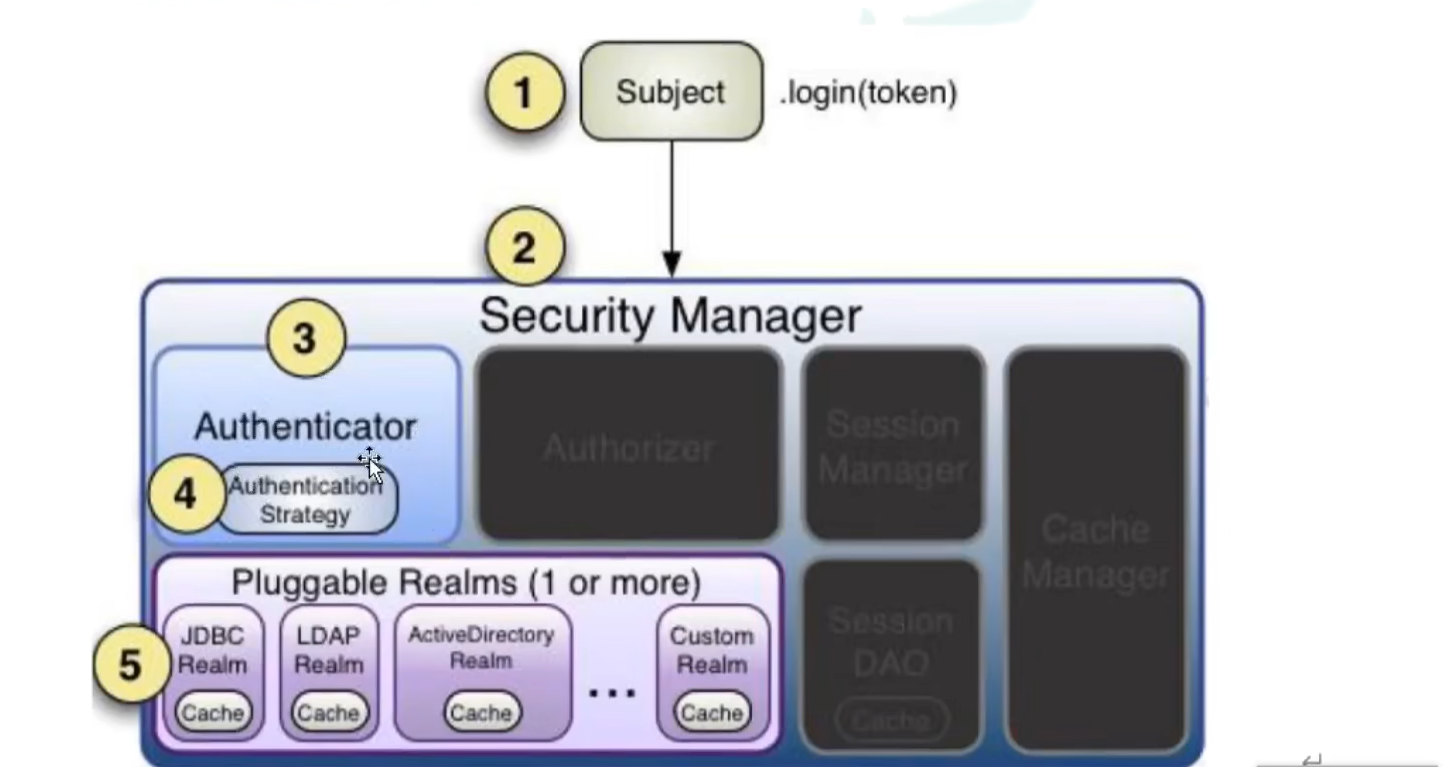 1
Subject
.login(token)
2
Security Manager
3
Authenticator
4
Authentication
Strategy
Authorizer
Session
Manager
Cache
Manager
Pluggable Realms (1 or more)
5
JDBC
Realm
Cache
LDAP
Realm
Cache
ActiveDirectory
Realm
Cache
...
Custom
Realm
Cache
Session
DAO
Cache